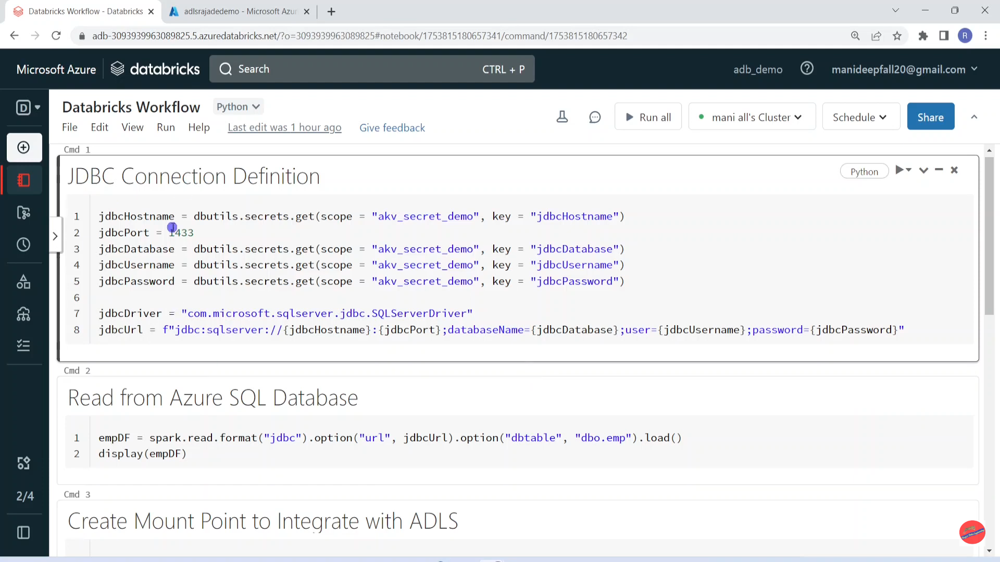 Databricks Workflow - Databricks
adlsrajadedemo - Microsoft Azu
adb-3093939963089825.5.azuredatabricks.net/?o=3093939963089825#notebook/1753815180657341/command/1753815180657342
R
Microsoft Azure
databricks
Search
CTRL + P
adb_demo
manideepfall20@gmail.com
D
Databricks Workflow
Python
File Edit View Run Help Last edit was 1 hour ago Give feedback
Run all
mani all's Cluster
Schedule
Share
Cmd 1
JDBC Connection Definition
Python
1 jdbcHostname = dbutils.secrets.get(scope = "akv_secret_demo", key = "jdbcHostname")
2 jdbcPort = 1433
3 jdbcDatabase = dbutils.secrets.get(scope = "akv_secret_demo", key = "jdbcDatabase")
4 jdbcUsername = dbutils.secrets.get(scope = "akv_secret_demo", key = "jdbcUsername")
5 jdbcPassword = dbutils.secrets.get(scope = "akv_secret_demo", key = "jdbcPassword")
6
7 jdbcDriver = "com.microsoft.sqlserver.jdbc.SQLServerDriver"
8 jdbcUrl = f"jdbc:sqlserver://{jdbcHostname}:{jdbcPort};databaseName={jdbcDatabase};user={jdbcUsername};password={jdbcPassword}"
Cmd 2
Read from Azure SQL Database
1 empDF = spark.read.format("jdbc").option("url", jdbcUrl).option("dbtable", "dbo.emp").load()
2 display(empDF)
Cmd 3
Create Mount Point to Integrate with ADLS
2/4